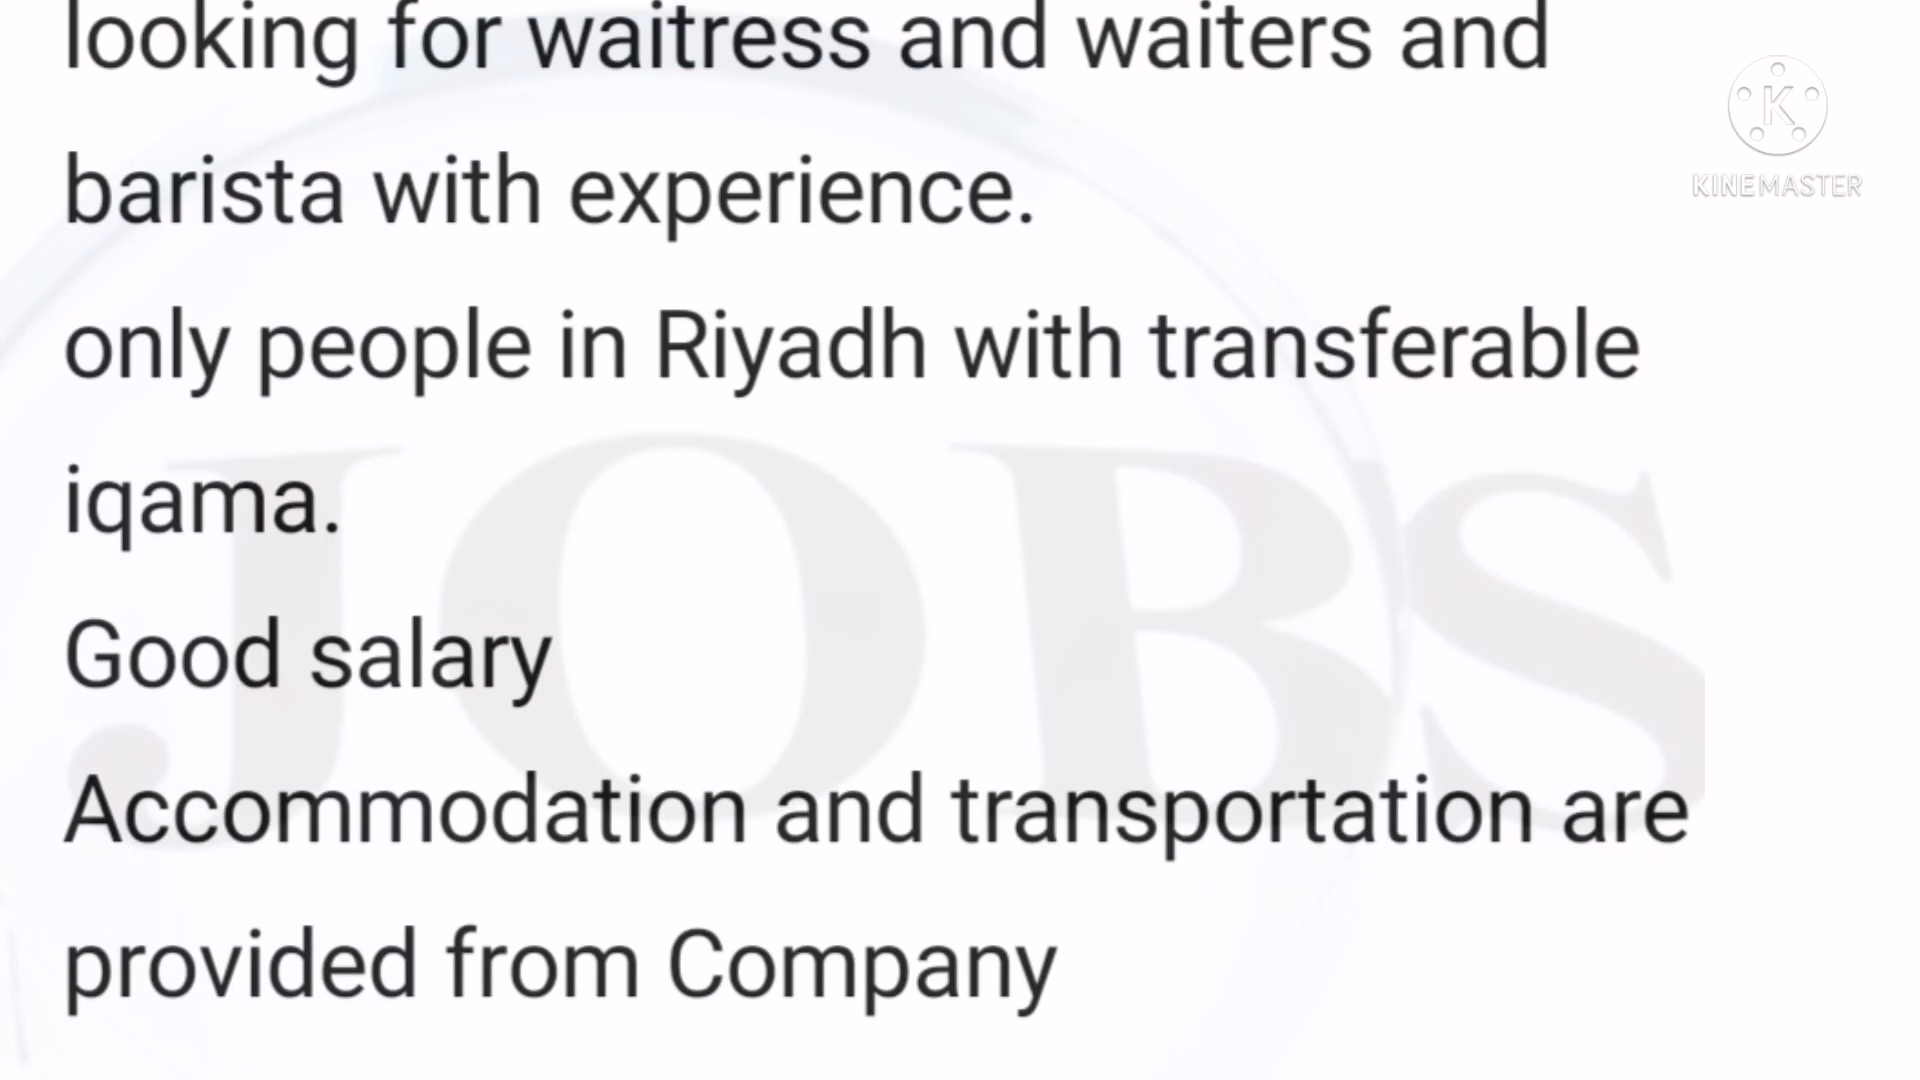 looking for waitress and waiters and
barista with experience.
only people in Riyadh with transferable
iqama.
Good salary
Accommodation and transportation are
provided from Company
JOBS
K
KINEMASTER